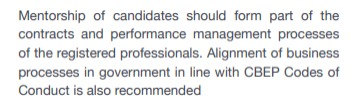 Mentorship of candidates should form part of the
contracts and performance management processes
of the registered professionals. Alignment of business
processes in government in line with CBEP Codes of
Conduct is also recommended